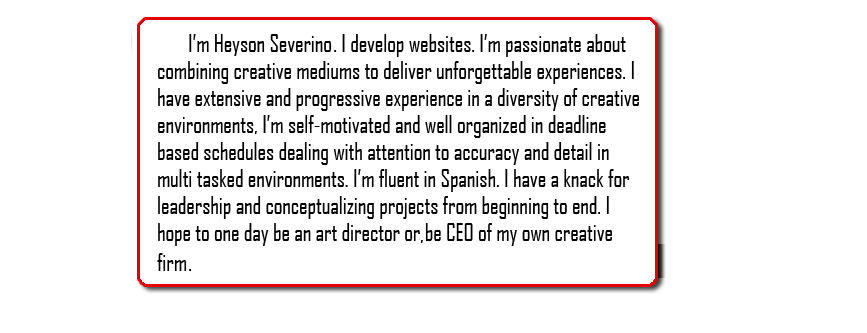 I'm Heyson Severino. I develop websites. I'm passionate about
combining creative mediums to deliver unforgettable experiences. I
have extensive and progressive experience in a diversity of creative
environments, I'm self-motivated and well organized in deadline
based schedules dealing with attention to accuracy and detail in
multi tasked environments. I'm fluent in Spanish. I have a knack for
leadership and conceptualizing projects from beginning to end. I
hope to one day be an art director or,be CEO of my own creative
firm.